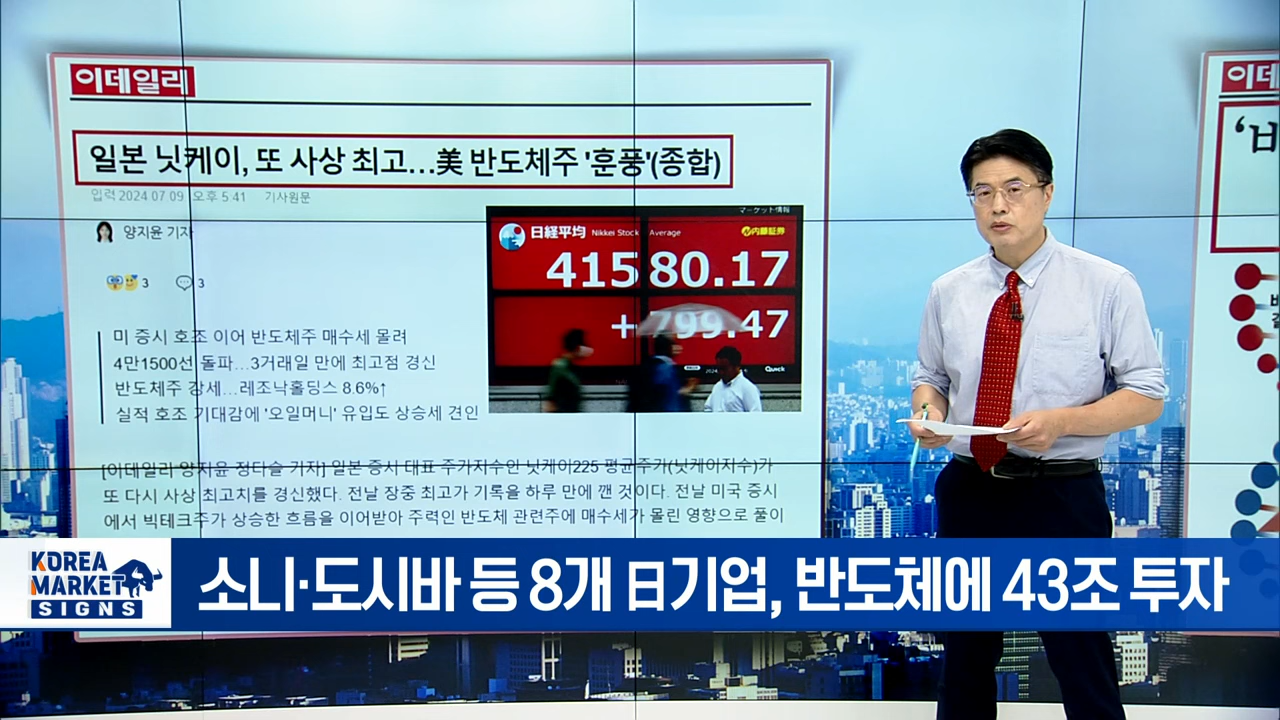 이데일리
일본 닛케이, 또 사상 최고…美 반도체주 '훈풍'(종합)
입력 2024 07 09. 오후 5:41 기사원문
양지윤 기자
3 3
マーケット情報
日経平均 Nikkei Stock Average 内藤証券
41580.17
+799.47
Quick
미 증시 호조 이어 반도체주 매수세 몰려
4만1500선 돌파…3거래일 만에 최고점 경신
반도체주 강세…레조낙홀딩스 8.6%↑
실적 호조 기대감에 '오일머니' 유입도 상승세 견인
[이데일리 양지윤 정다슬 기자] 일본 증시 대표 주가지수인 닛케이225 평균주가(닛케이지수)가
또 다시 사상 최고치를 경신했다. 전날 장중 최고가 기록을 하루 만에 깬 것이다. 전날 미국 증시
에서 빅테크주가 상승한 흐름을 이어받아 주력인 반도체 관련주에 매수세가 몰린 영향으로 풀이
이데
KOREA
MARKET
SIGNS
소니·도시바 등 8개 日기업, 반도체에 43조 투자